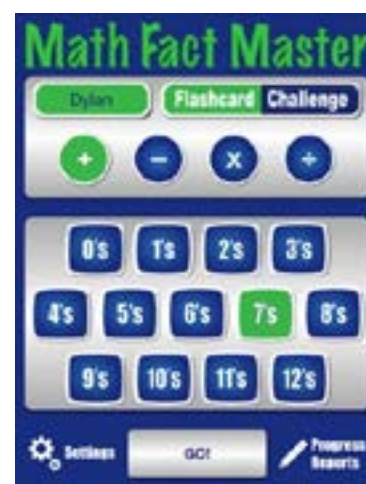 Math Fact Master
Dylan Flashcard Challenge
+ − x ÷
0's 1's 2's 3's
4's 5's 6's 7's 8's
9's 10's 11's 12's
Settings GO! Progress
Reports